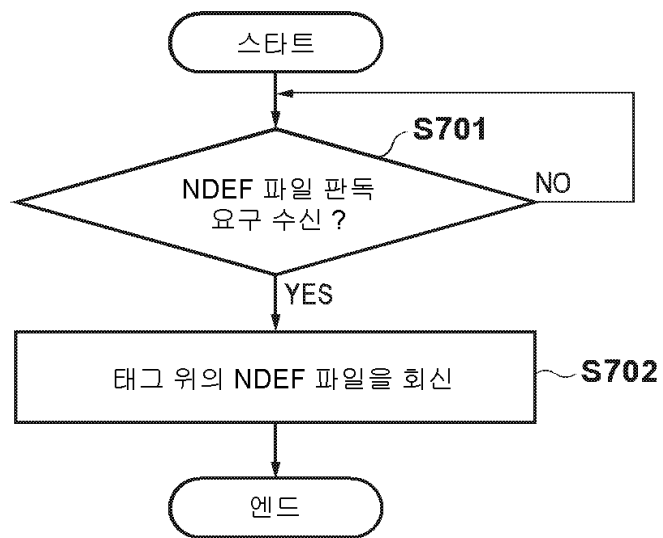 스타트
S701
NDEF 파일 판독
요구 수신 ?
NO
YES
태그 위의 NDEF 파일을 회신
S702
엔드